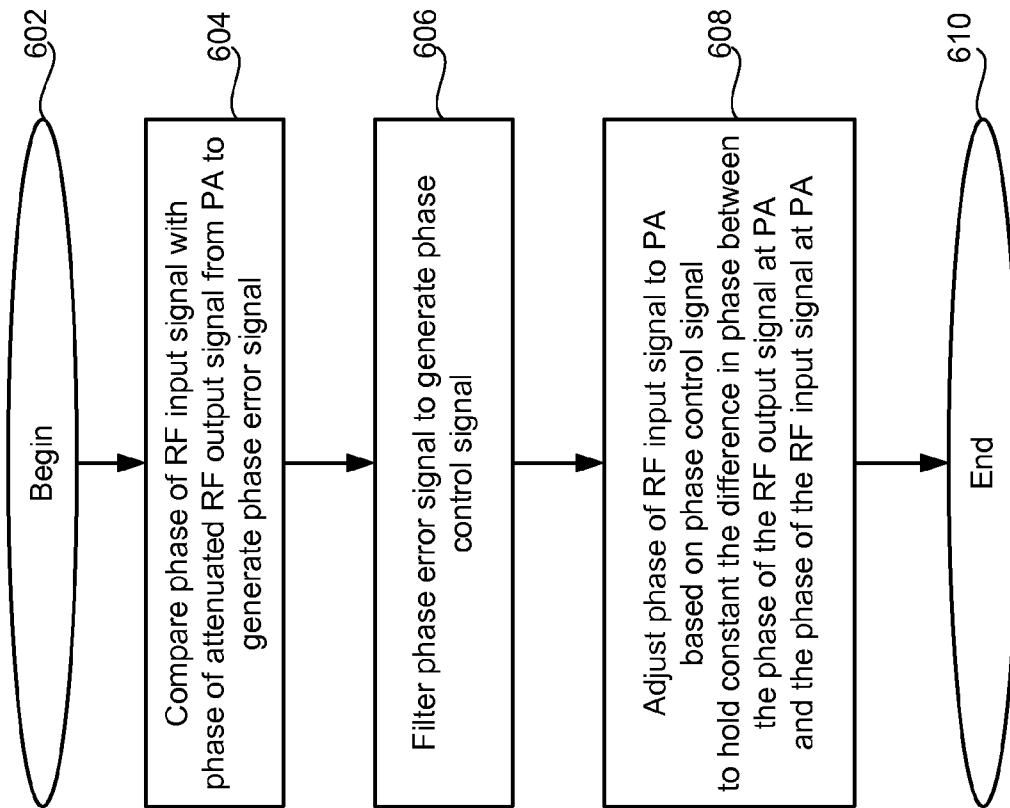 Begin
602
Compare phase of RF input signal with
phase of attenuated RF output signal from PA to
generate phase error signal
604
Filter phase error signal to generate phase
control signal
606
Adjust phase of RF input signal to PA
based on phase control signal
to hold constant the difference in phase between
the phase of the RF output signal at PA
and the phase of the RF input signal at PA
608
End
610